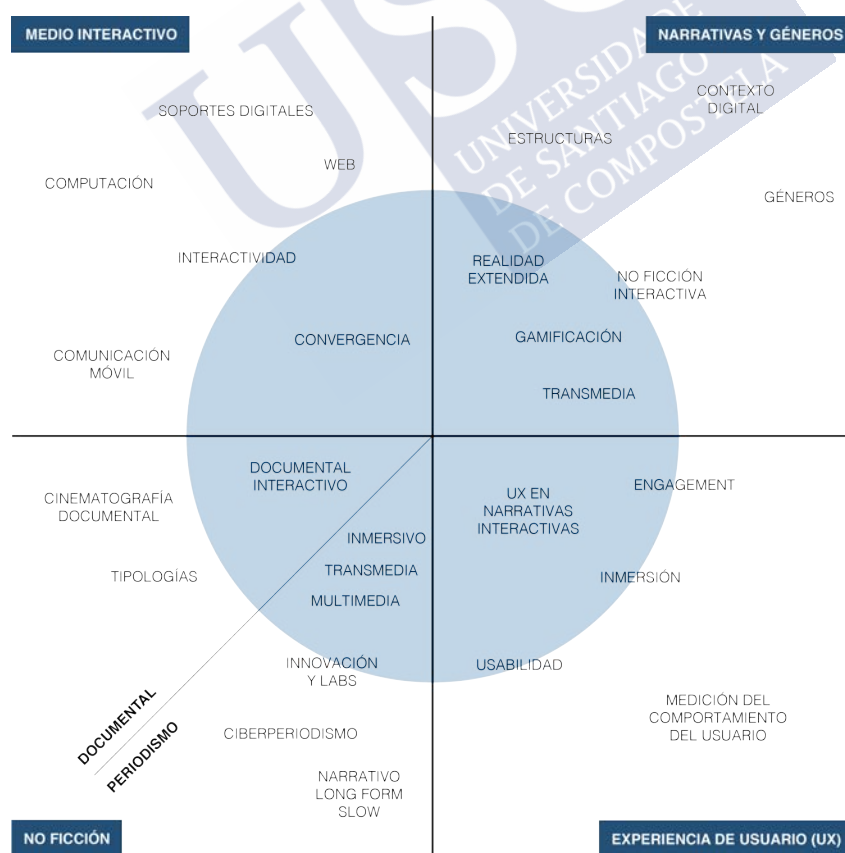 MEDIO INTERACTIVO
SOPORTES DIGITALES
WEB
COMPUTACIÓN
INTERACTIVIDAD
CONVERGENCIA
COMUNICACIÓN
MÓVIL
NARRATIVAS Y GÉNEROS
CONTEXTO
DIGITAL
ESTRUCTURAS
GÉNEROS
REALIDAD
EXTENDIDA
NO FICCIÓN
INTERACTIVA
GAMIFICACIÓN
TRANSMEDIA
USC
UNIVERSIDADE
DE SANTIAGO
DE COMPOSTELA
DOCUMENTAL
INTERACTIVO
CINEMATOGRAFÍA
DOCUMENTAL
TIPOLOGÍAS
INMERSIVO
TRANSMEDIA
MULTIMEDIA
INNOVACIÓN
Y LABS
CIBERPERIODISMO
NARRATIVO
LONG FORM
SLOW
DOCUMENTAL
PERIODISMO
NO FICCIÓN
UX EN
NARRATIVAS
INTERACTIVAS
ENGAGEMENT
INMERSIÓN
USABILIDAD
MEDICIÓN DEL
COMPORTAMIENTO
DEL USUARIO
EXPERIENCIA DE USUARIO (UX)